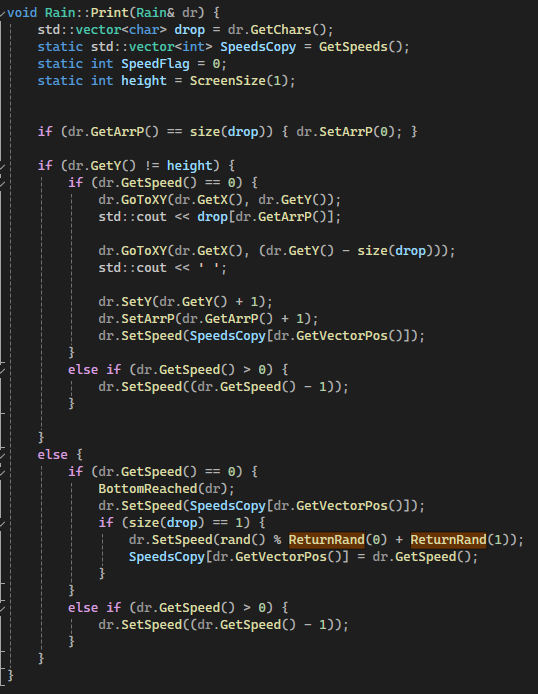 void Rain::Print(Rain& dr) {
    std::vector<char> drop = dr.GetChars();
    static std::vector<int> SpeedsCopy = GetSpeeds();
    static int SpeedFlag = 0;
    static int height = ScreenSize(1);

    if (dr.GetArrP() == size(drop)) { dr.SetArrP(0); }

    if (dr.GetY() != height) {
        if (dr.GetSpeed() == 0) {
            dr.GoToXY(dr.GetX(), dr.GetY());
            std::cout << drop[dr.GetArrP()];

            dr.GoToXY(dr.GetX(), (dr.GetY() - size(drop)));
            std::cout << ' ';

            dr.SetY(dr.GetY() + 1);
            dr.SetArrP(dr.GetArrP() + 1);
            dr.SetSpeed(SpeedsCopy[dr.GetVectorPos()]);
        }
        else if (dr.GetSpeed() > 0) {
            dr.SetSpeed((dr.GetSpeed() - 1));
        }

    }
    else {
        if (dr.GetSpeed() == 0) {
            BottomReached(dr);
            dr.SetSpeed(SpeedsCopy[dr.GetVectorPos()]);
            if (size(drop) == 1) {
                dr.SetSpeed(rand() % ReturnRand(0) + ReturnRand(1));
                SpeedsCopy[dr.GetVectorPos()] = dr.GetSpeed();
            }
        }
        else if (dr.GetSpeed() > 0) {
            dr.SetSpeed((dr.GetSpeed() - 1));
        }
    }
}